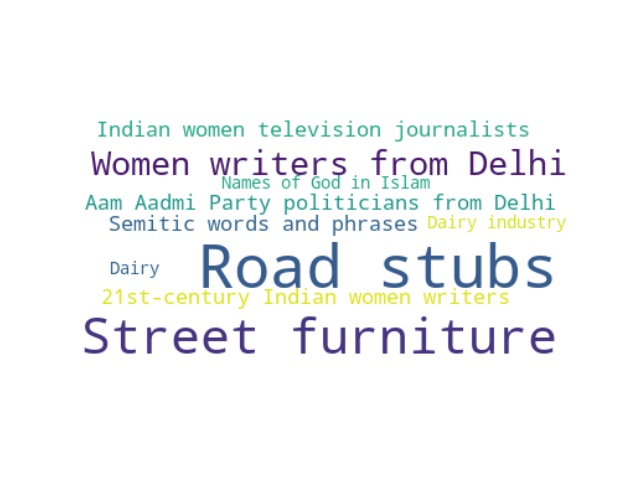 Indian women television journalists
Women writers from Delhi
Names of God in Islam
Aam Aadmi Party politicians from Delhi
Semitic words and phrases
Dairy industry
Road stubs
Dairy
21st-century Indian women writers
Street furniture